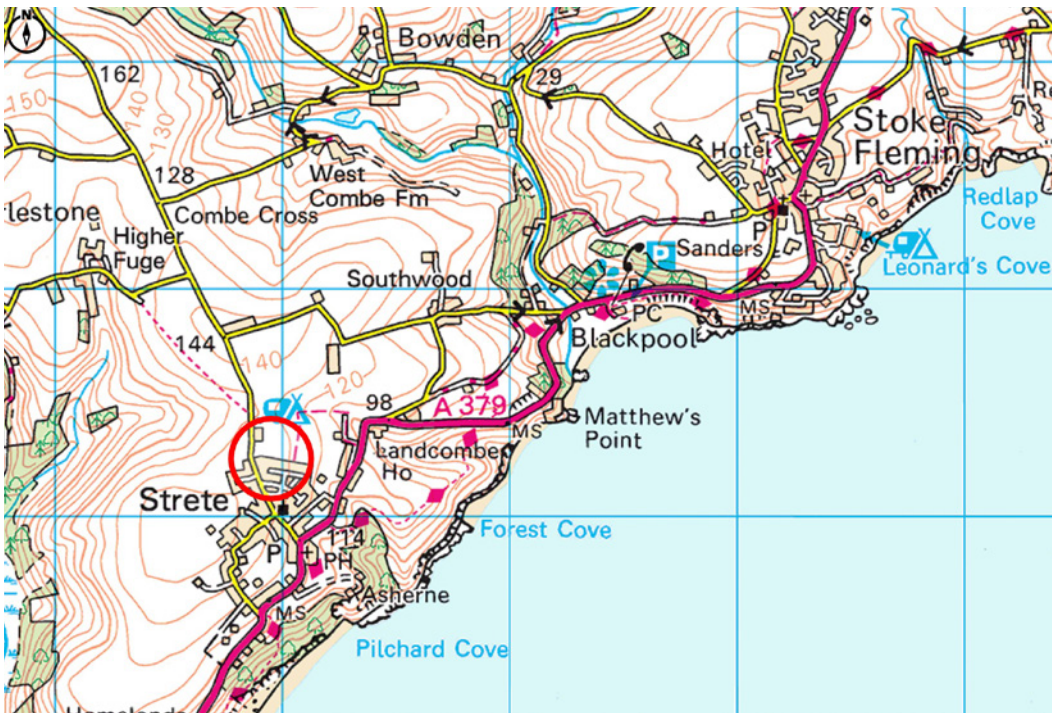 N
Bowden
162
150
140
130
29
Stoke
Fleming
Hotel
West
Combe Fm
128
Combe Cross
Redlap
Cove
lestone
Higher
Fuge
P
P
Sanders
Leonard's Cove
Southwood
PC
MS
Blackpool
144
140
120
98
A 379
MS
Matthew's
Point
Landcombe
Ho
Strete
Forest Cove
114
P
PH
Asherne
MS
Pilchard Cove